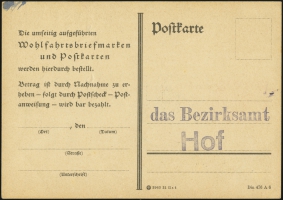 Die umseitig aufgeführten
Wohlfahrtsbriefmarken
und Postkarten
werden hierdurch bestellt.
Betrag ist durch Nachnahme zu er-
heben – folgt durch Postscheck – Post-
anweisung – wird bar bezahlt.
, den
(Ort) (Datum)
(Straße)
(Unterschrift)
Postkarte
das Bezirksamt
Hof